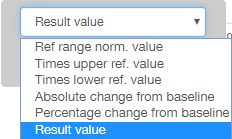 Result value
Ref range norm. value
Times upper ref. value
Times lower ref. value
Absolute change from baseline
Percentage change from baseline
Result value